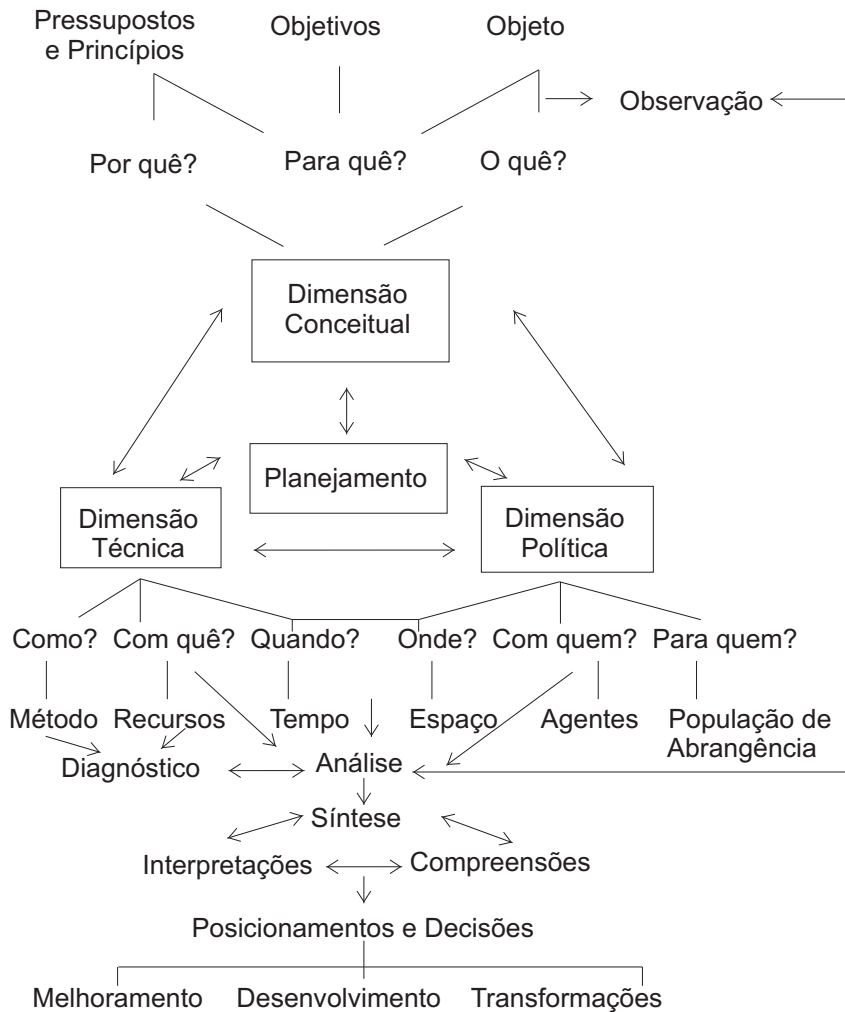 Pressupostos
e Princípios
Objetivos
Objeto
Observação
Por quê?
Para quê?
O quê?
Dimensão
Conceitual
Planejamento
Dimensão
Técnica
Dimensão
Política
Como?
Com quê?
Quando?
Onde?
Com quem?
Para quem?
Método
Recursos
Tempo
Espaço
Agentes
População de
Abrangência
Diagnóstico
Análise
Síntese
Interpretações
Compreensões
Posicionamentos e Decisões
Melhoramento
Desenvolvimento
Transformações